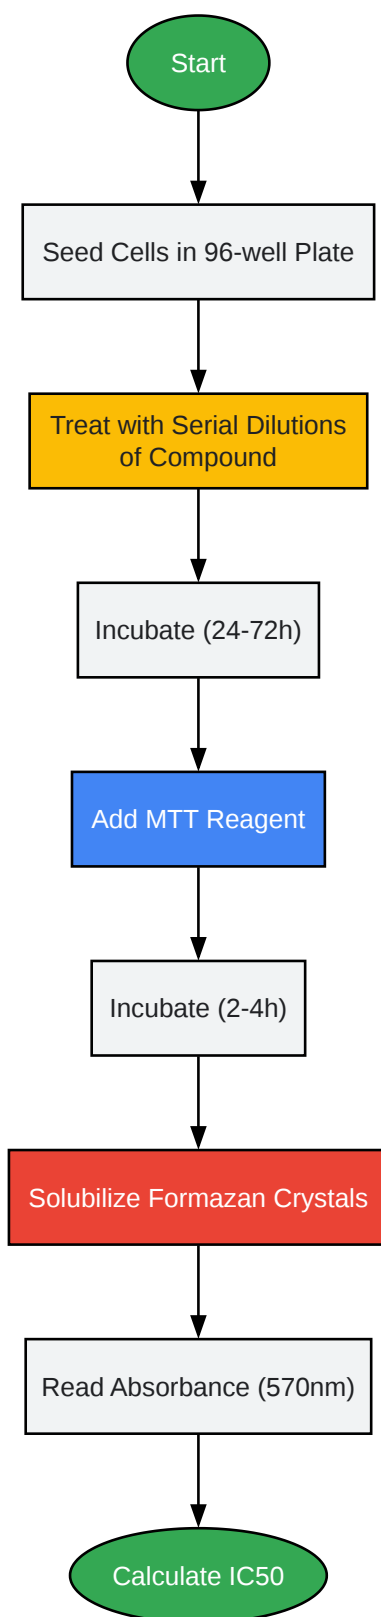 Start
Seed Cells in 96-well Plate
Treat with Serial Dilutions
of Compound
Incubate (24-72h)
Add MTT Reagent
Incubate (2-4h)
Solubilize Formazan Crystals
Read Absorbance (570nm)
Calculate IC50